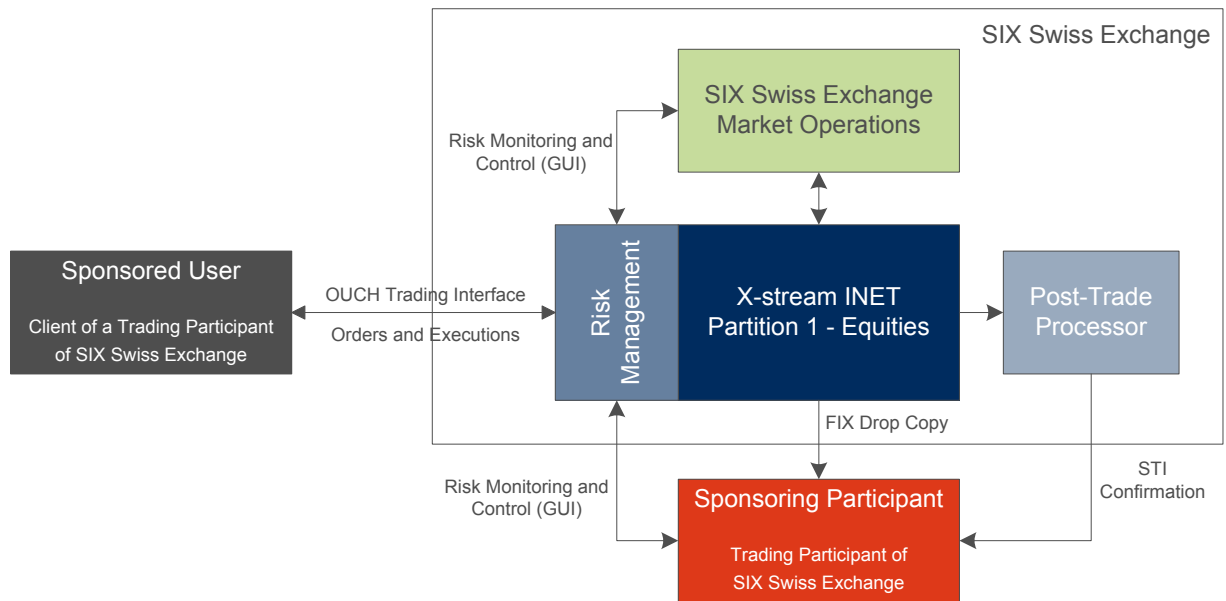 SIX Swiss Exchange
SIX Swiss Exchange
Market Operations
Risk Monitoring and
Control (GUI)
Sponsored User
Client of a Trading Participant
of SIX Swiss Exchange
OUCH Trading Interface
Orders and Executions
Risk
Management
X-stream INET
Partition 1 - Equities
Post-Trade
Processor
FIX Drop Copy
Risk Monitoring and
Control (GUI)
STI
Confirmation
Sponsoring Participant
Trading Participant of
SIX Swiss Exchange